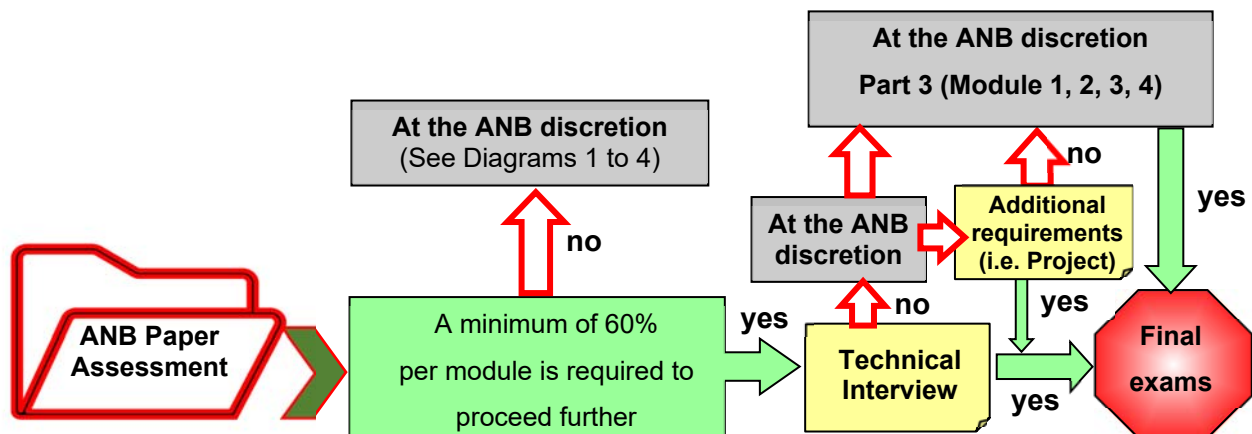 At the ANB discretion
Part 3 (Module 1, 2, 3, 4)
At the ANB discretion
(See Diagrams 1 to 4)
no
yes
no
At the ANB
discretion
Additional
requirements
(i.e. Project)
ANB Paper
Assessment
A minimum of 60%
per module is required to
proceed further
yes
no
yes
Technical
Interview
yes
Final
exams